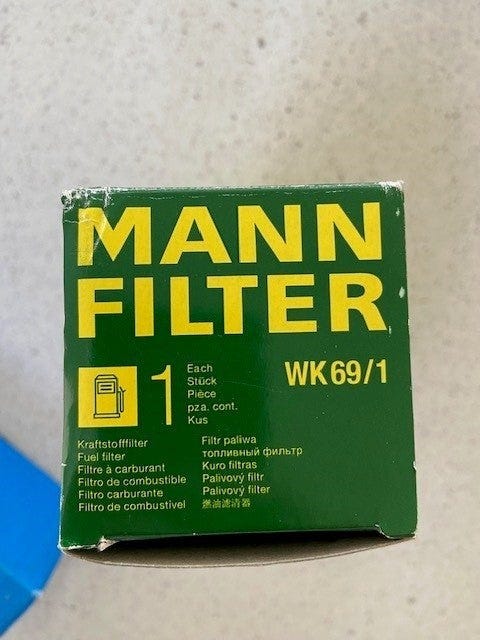 MANN
FILTER
1
Each
Stück
Pièce
pza. cont.
Kus
WK 69/1
Kraftstofffilter
Fuel filter
Filtre à carburant
Filtro de combustible
Filtro carburante
Filtro de combustível
Filtr paliwa
топливный фильтр
Kuro filtras
Palivový filtr
Palivový filter
燃油滤清器